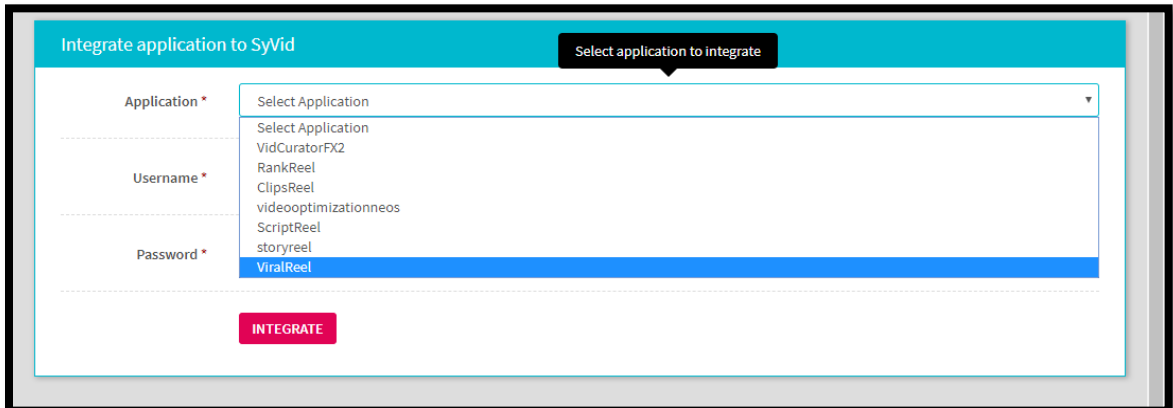 Integrate application to SyVid
Select application to integrate
Application *
Select Application
Select Application
VidCuratorFX2
RankReel
ClipsReel
videooptimizationneos
ScriptReel
storyreel
ViralReel
Username *
Password *
INTEGRATE